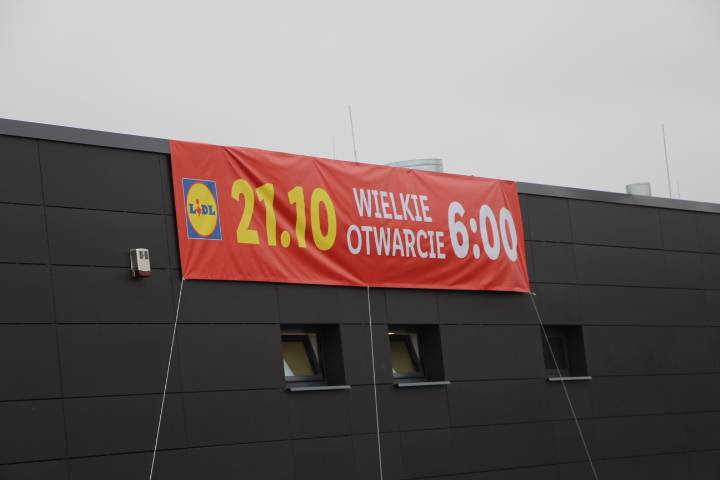 LIDL
21.10
WIELKIE
OTWARCIE
6:00